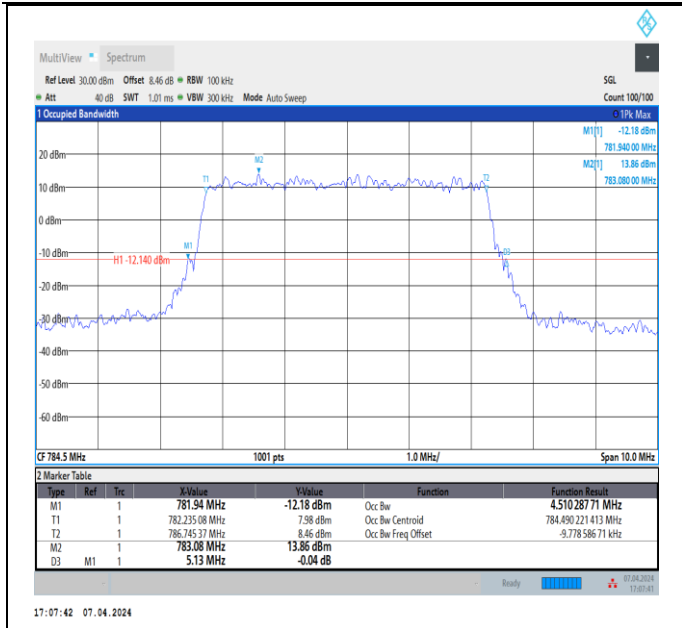 MultiView Spectrum
Ref Level 30.00 dBm Offset 8.46 dB RBW 100 kHz SGL
Att 40 dB SWT 1.01 ms VBW 300 kHz Mode Auto Sweep Count 100/100
1 Occupied Bandwidth 1Pk Max
M1[1] -12.18 dBm
781.940 00 MHz
M2[1] 13.86 dBm
783.080 00 MHz
20 dBm
M2
T1
T2
10 dBm
0 dBm
M1
D3
-10 dBm
H1 -12.140 dBm
-20 dBm
-30 dBm
-40 dBm
-50 dBm
-60 dBm
CF 784.5 MHz 1001 pts 1.0 MHz/ Span 10.0 MHz
2 Marker Table
Type Ref Trc X-Value Y-Value Function Function Result
M1 1 781.94 MHz -12.18 dBm Occ Bw 4.510 287 71 MHz
T1 1 782.235 08 MHz 7.98 dBm Occ Bw Centroid 784.490 221 413 MHz
T2 1 786.745 37 MHz 8.46 dBm Occ Bw Freq Offset -9.778 586 71 kHz
M2 1 783.08 MHz 13.86 dBm
D3 M1 1 5.13 MHz -0.04 dB
Ready 07.04.2024
17:07:41
17:07:42 07.04.2024